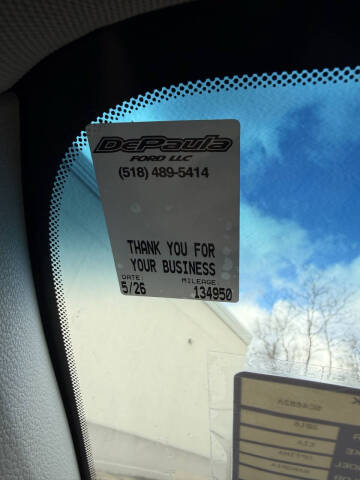 DePaula
FORD LLC
(518) 489-5414
THANK YOU FOR
YOUR BUSINESS
DATE MILEAGE
5/26 134950